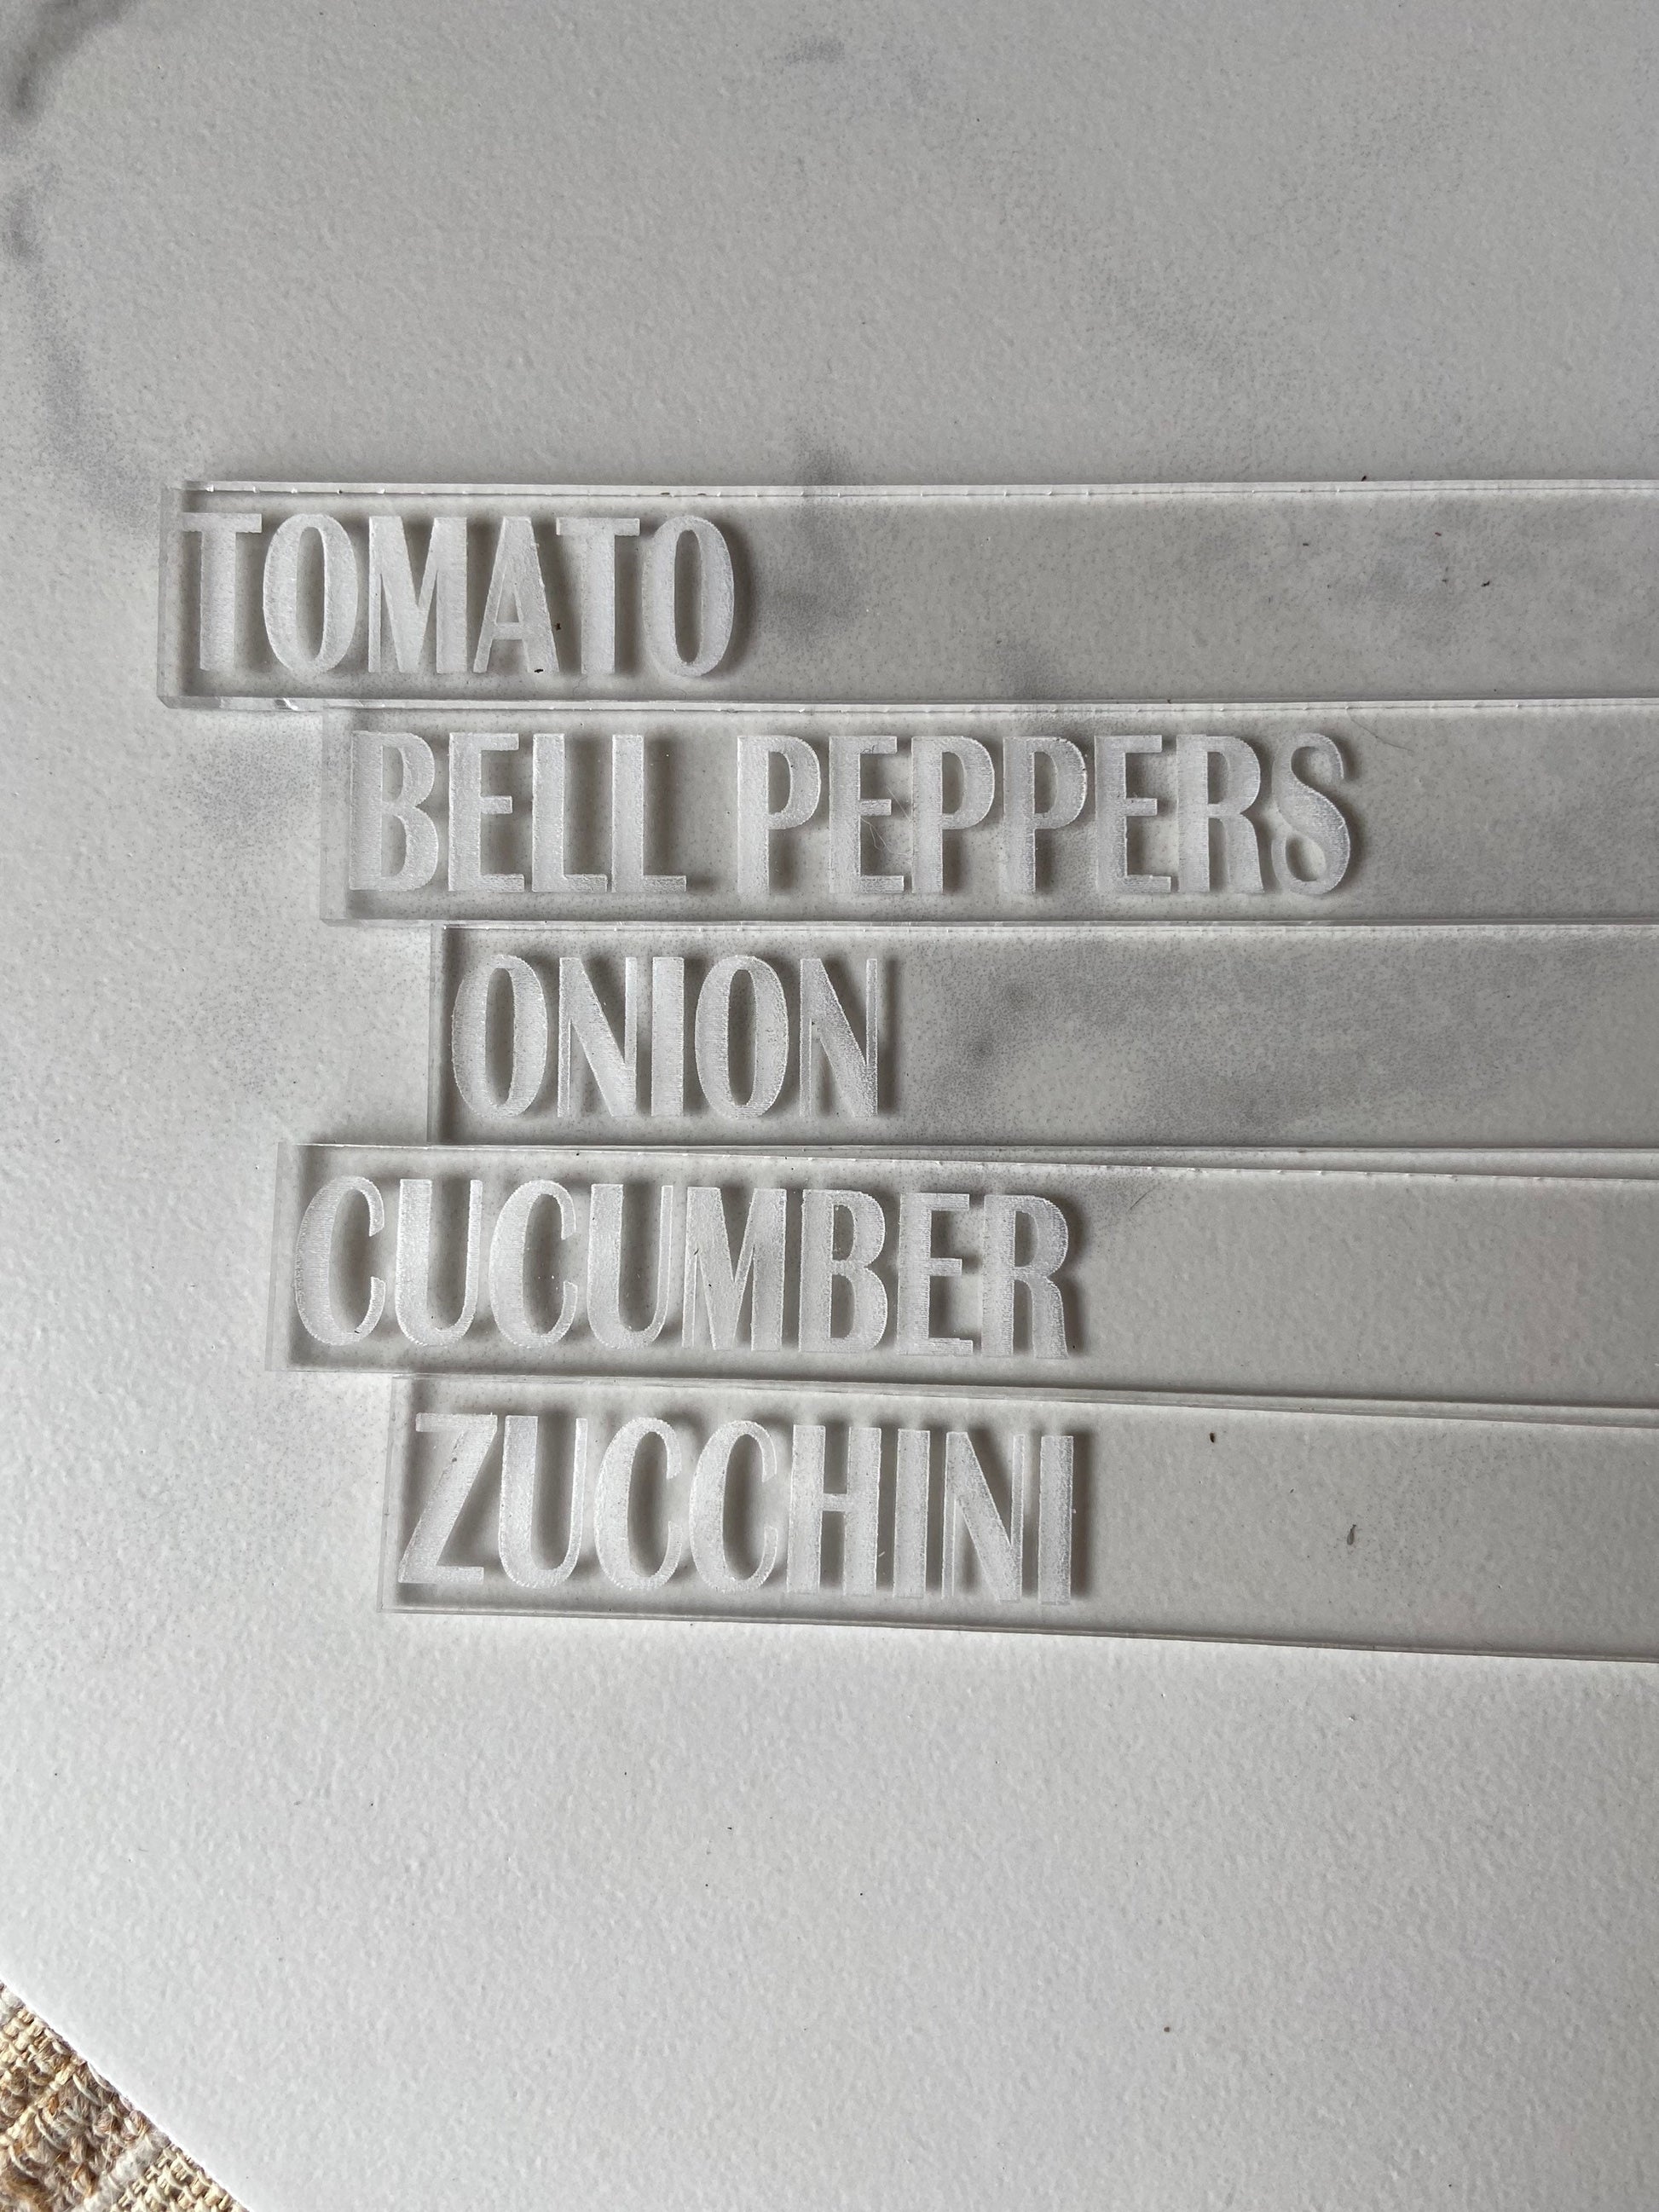 TOMATO
BELL PEPPERS
ONION
CUCUMBER
ZUCCHINI